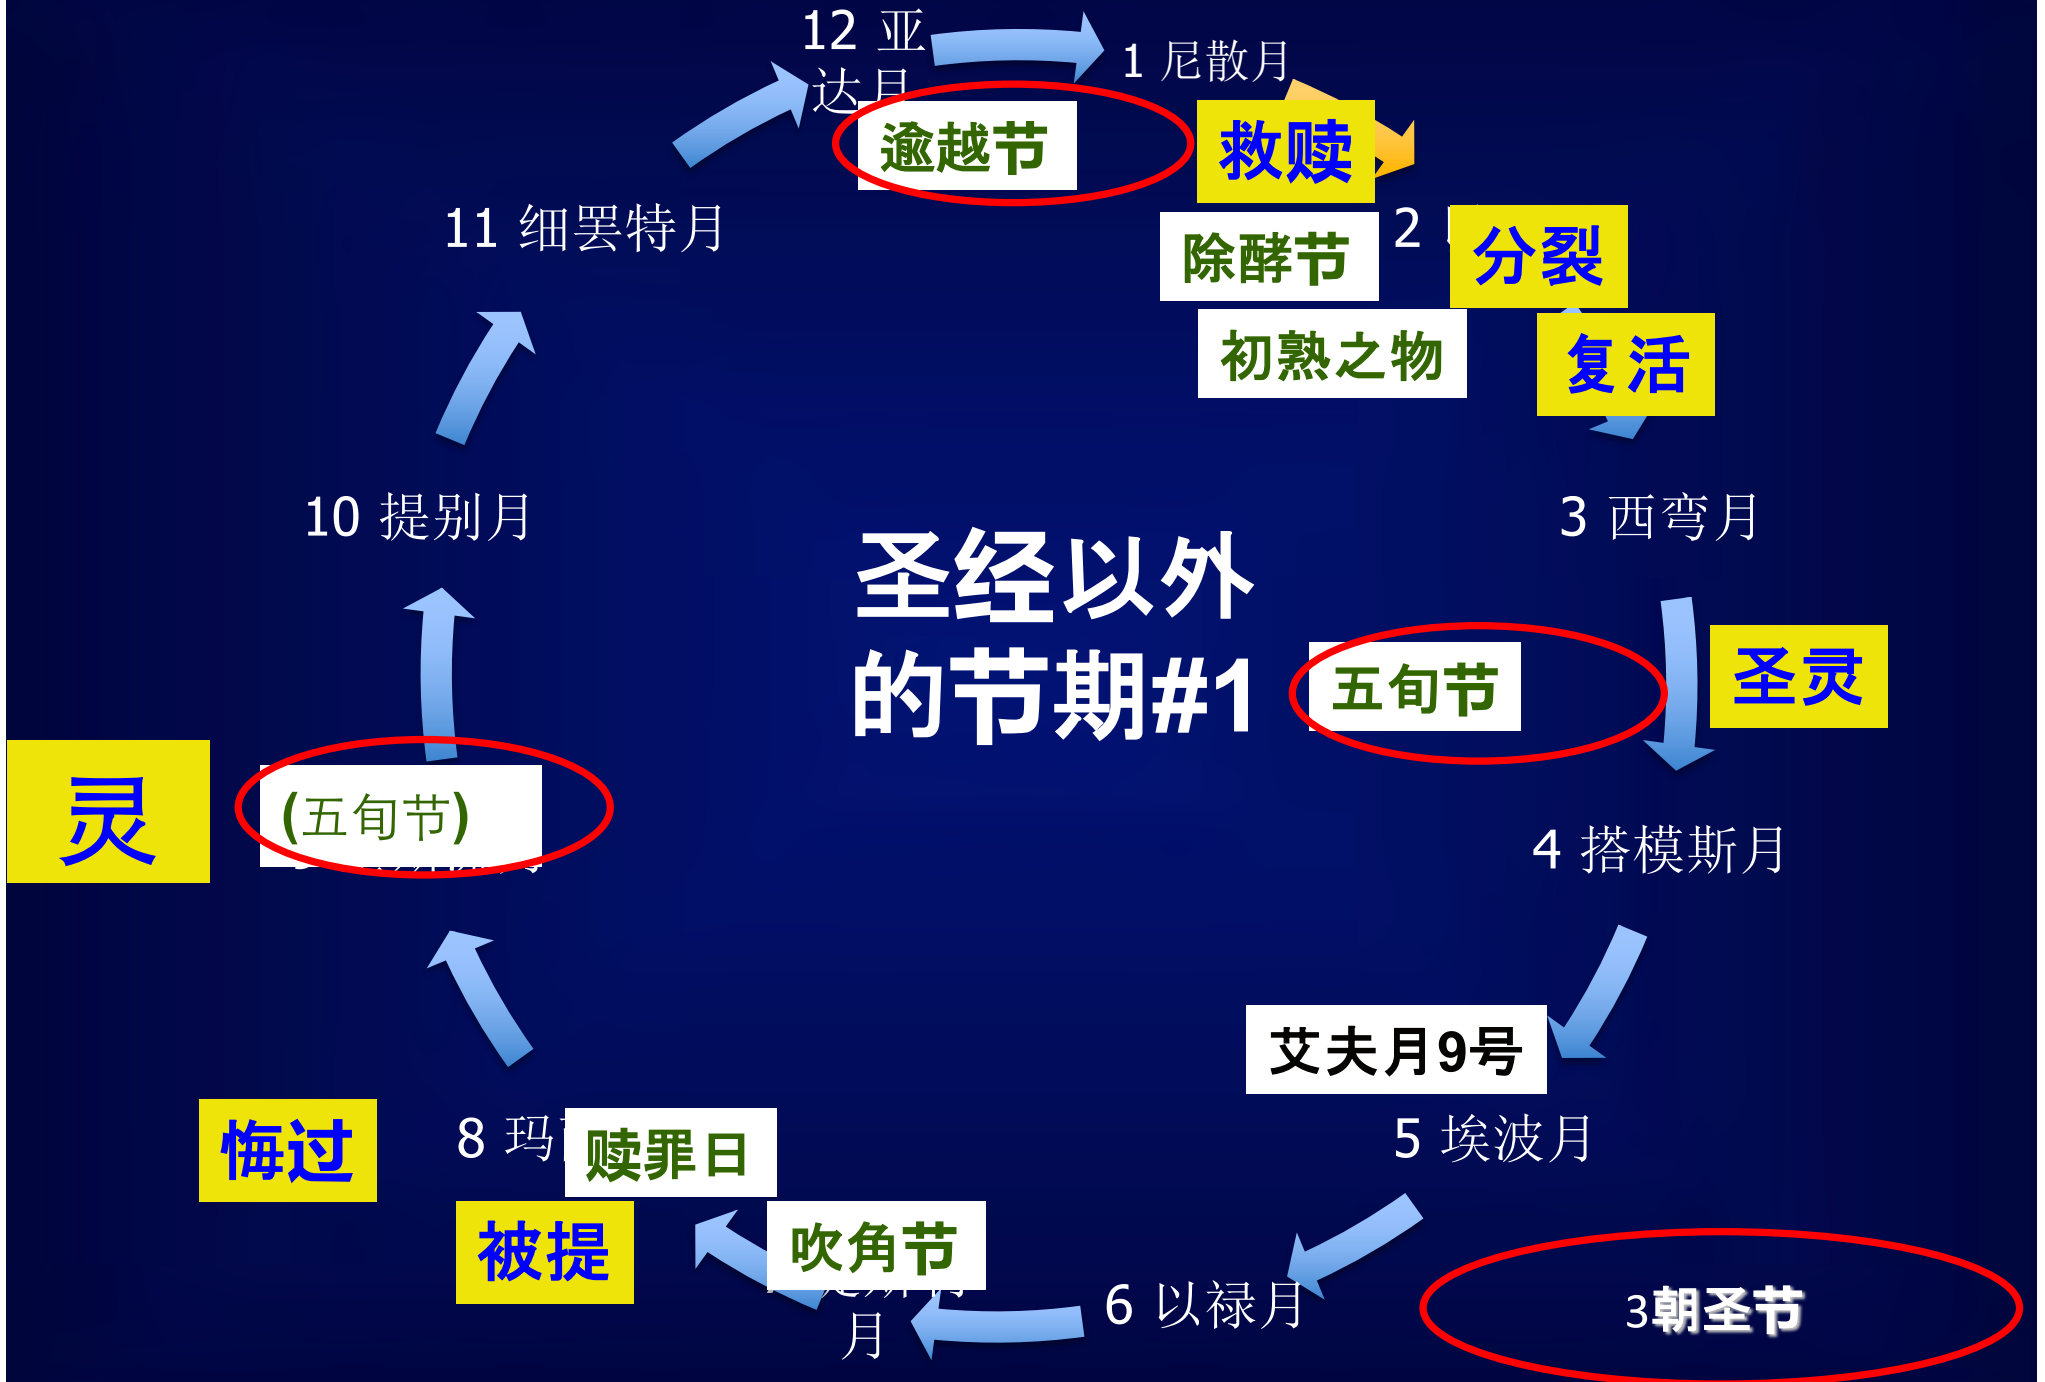 12 亚
达月
1 尼散月
逾越节
救赎
11 细罢特月
除酵节
2
分裂
初熟之物
复活
10 提别月
3 西弯月
圣经以外
的节期#1
五旬节
圣灵
灵
(五旬节)
4 搭模斯月
艾夫月9号
悔过
8 玛
赎罪日
5 埃波月
被提
吹角节
月
6 以禄月
3朝圣节